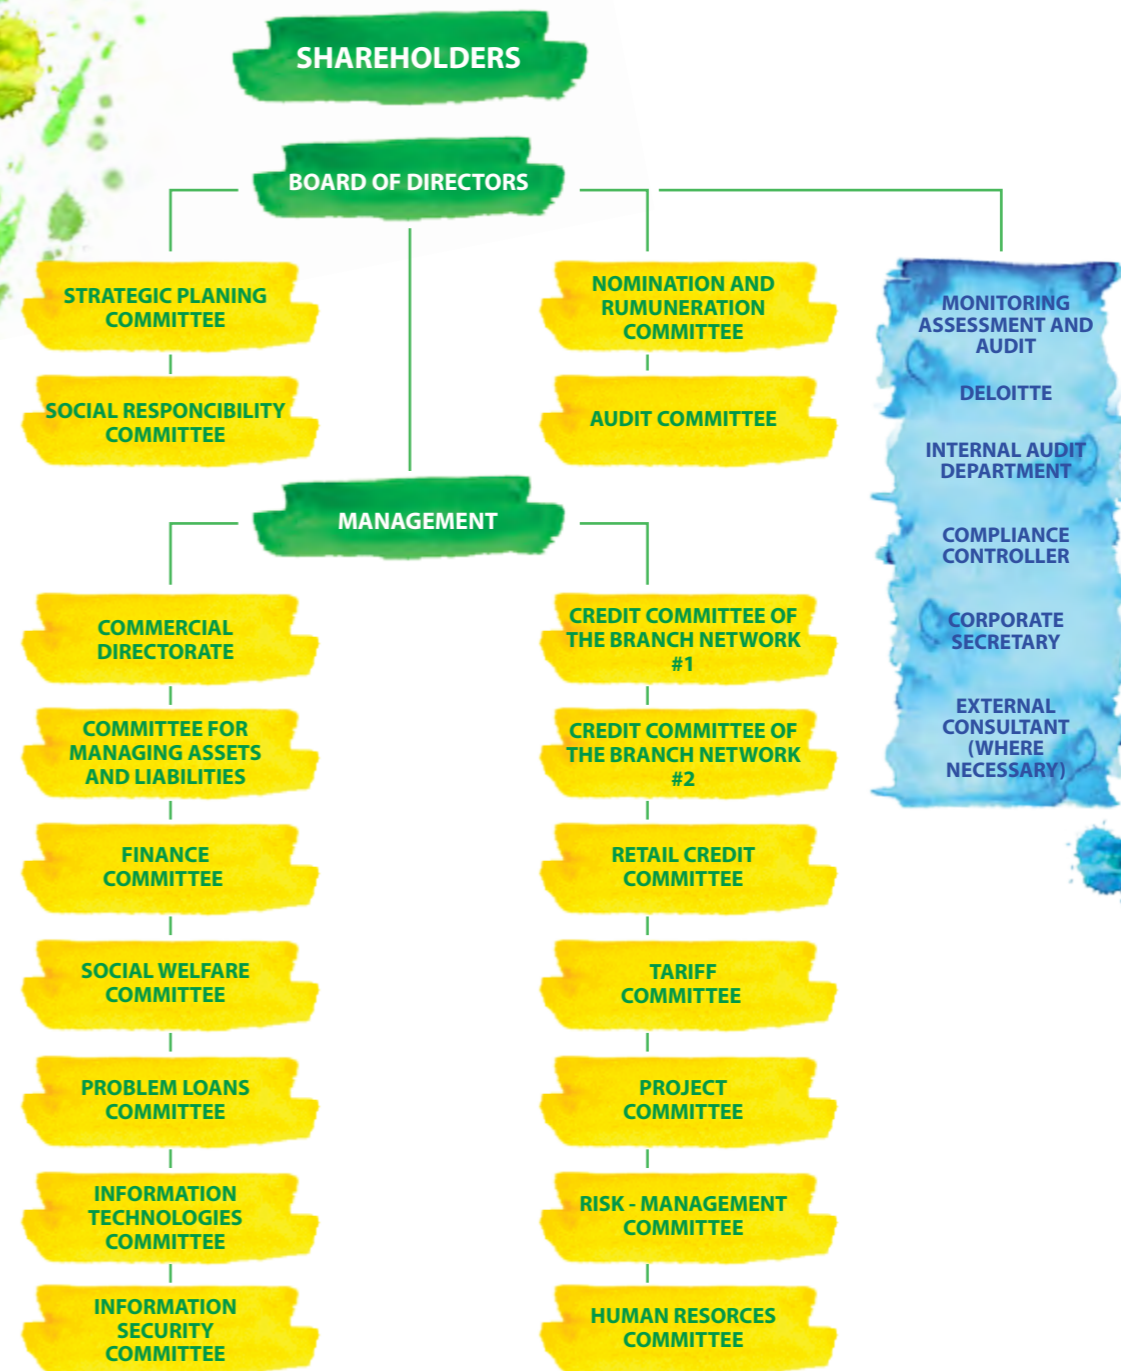 SHAREHOLDERS
BOARD OF DIRECTORS
STRATEGIC PLANING
COMMITTEE
SOCIAL RESPONCIBILITY
COMMITTEE
NOMINATION AND
RUMUNERATION
COMMITTEE
AUDIT COMMITTEE
MONITORING
ASSESSMENT AND
AUDIT
DELOITTE
INTERNAL AUDIT
DEPARTMENT
COMPLIANCE
CONTROLLER
CORPORATE
SECRETARY
EXTERNAL
CONSULTANT
(WHERE
NECESSARY)
MANAGEMENT
COMMERCIAL
DIRECTORATE
COMMITTEE FOR
MANAGING ASSETS
AND LIABILITIES
FINANCE
COMMITTEE
SOCIAL WELFARE
COMMITTEE
PROBLEM LOANS
COMMITTEE
INFORMATION
TECHNOLOGIES
COMMITTEE
INFORMATION
SECURITY
COMMITTEE
CREDIT COMMITTEE OF
THE BRANCH NETWORK
#1
CREDIT COMMITTEE OF
THE BRANCH NETWORK
#2
RETAIL CREDIT
COMMITTEE
TARIFF
COMMITTEE
PROJECT
COMMITTEE
RISK - MANAGEMENT
COMMITTEE
HUMAN RESORCES
COMMITTEE